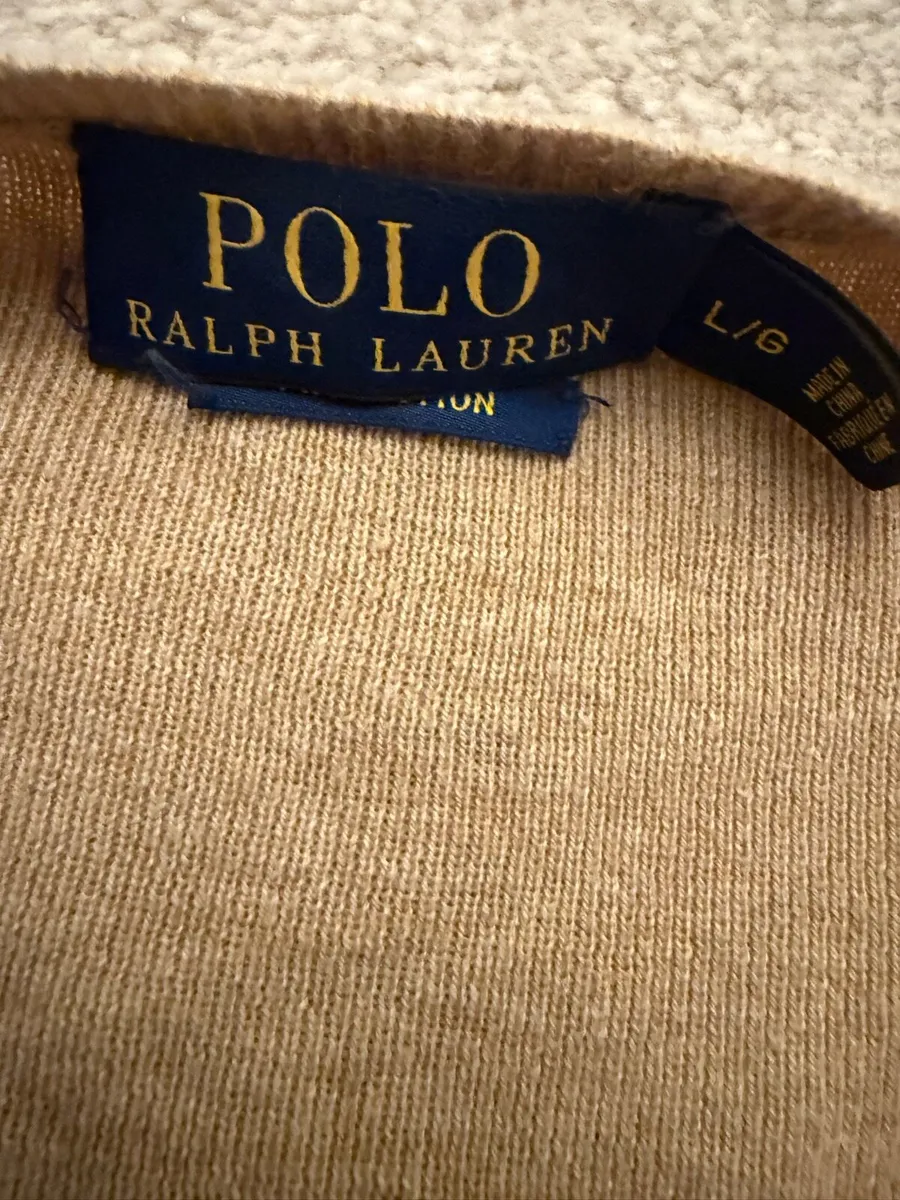 POLO
RALPH LAUREN
L/G
MADE IN
CHINA
FABRIQUÉ EN
CHINE